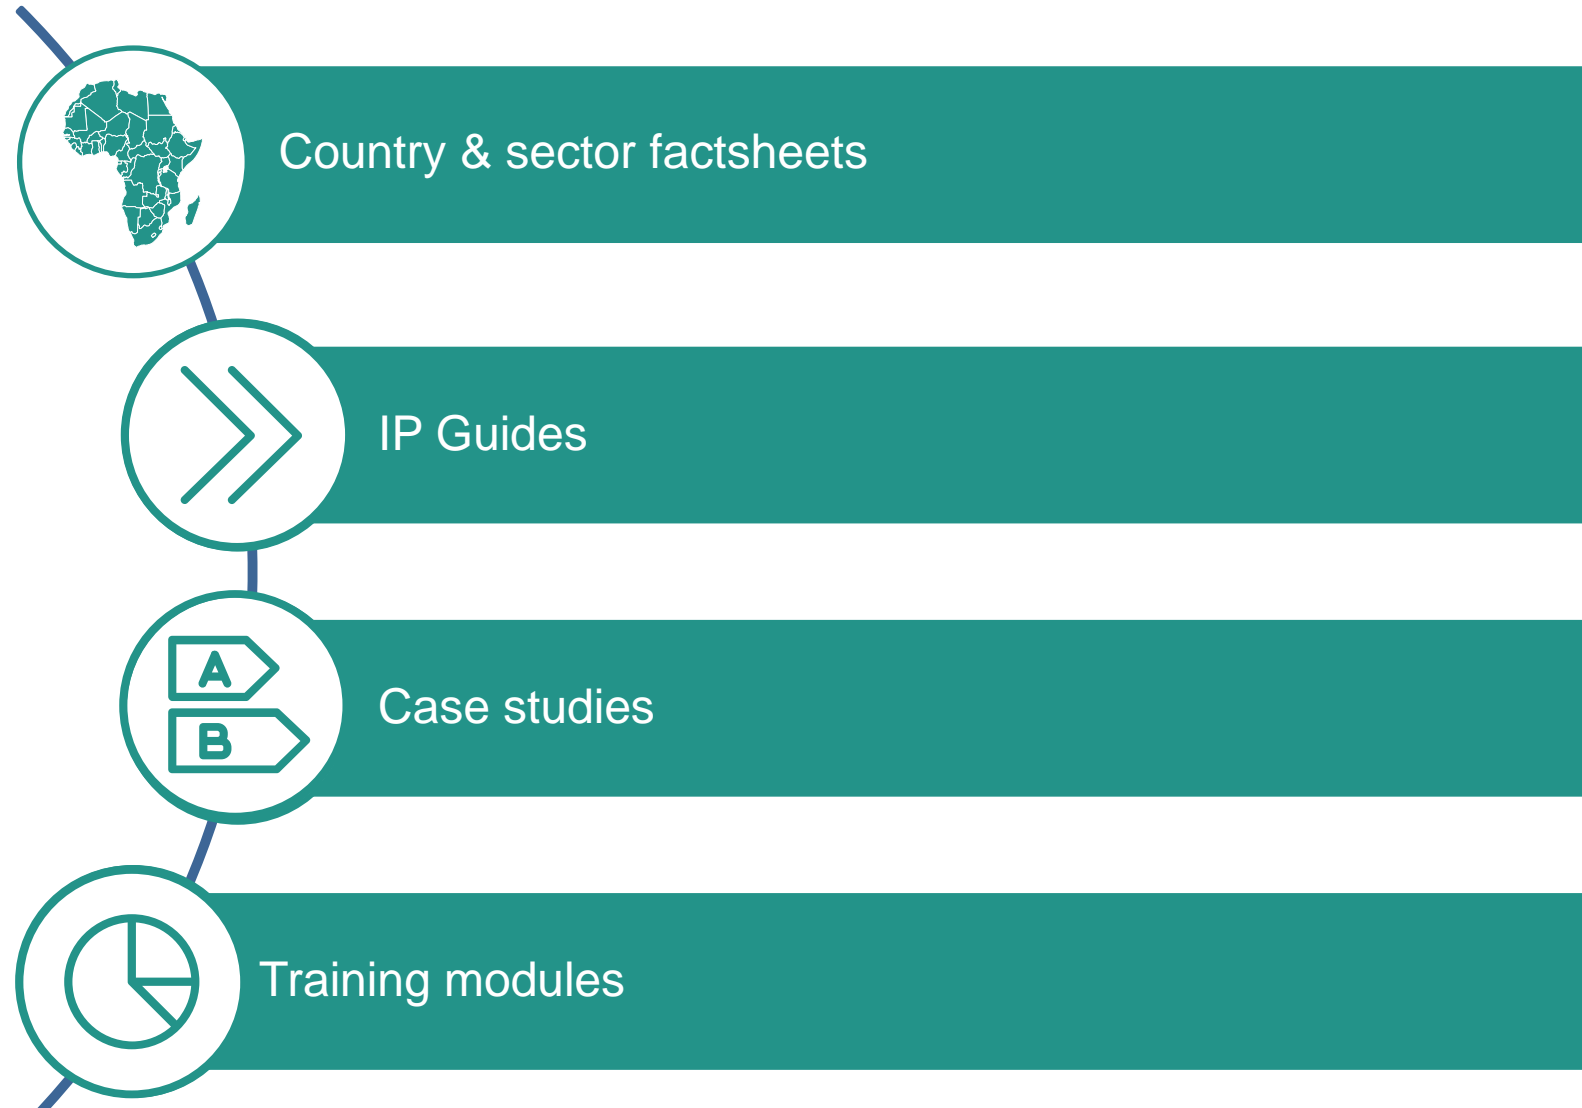 Country & sector factsheets
IP Guides
A
B
Case studies
Training modules